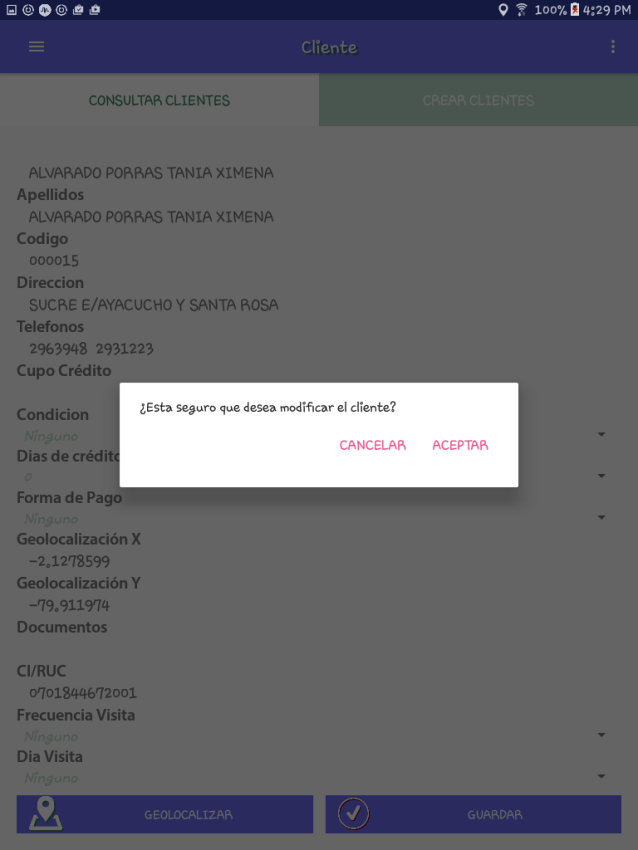 100% 4:29 PM
Cliente
CONSULTAR CLIENTES
CREAR CLIENTES
ALVARADO PORRAS TANIA XIMENA
Apellidos
ALVARADO PORRAS TANIA XIMENA
Codigo
000015
Direccion
SUCRE E/AYACUCHO Y SANTA ROSA
Telefonos
2963948 2931223
Cupo Crédito
¿Esta seguro que desea modificar el cliente?
CANCELAR ACEPTAR
Condicion
Ninguno
Dias de crédito
0
Forma de Pago
Ninguno
Geolocalización X
-2,1278599
Geolocalización Y
-79,911974
Documentos
CI/RUC
0701844672001
Frecuencia Visita
Ninguno
Dia Visita
Ninguno
GEOLOCALIZAR
GUARDAR